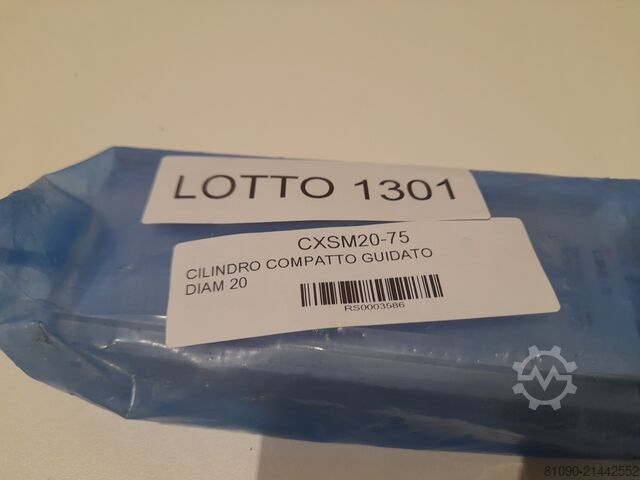 LOTTO 1301
CXSM20-75
CILINDRO COMPATTO GUIDATO
DIAM 20
RS0003586
81090-21442552